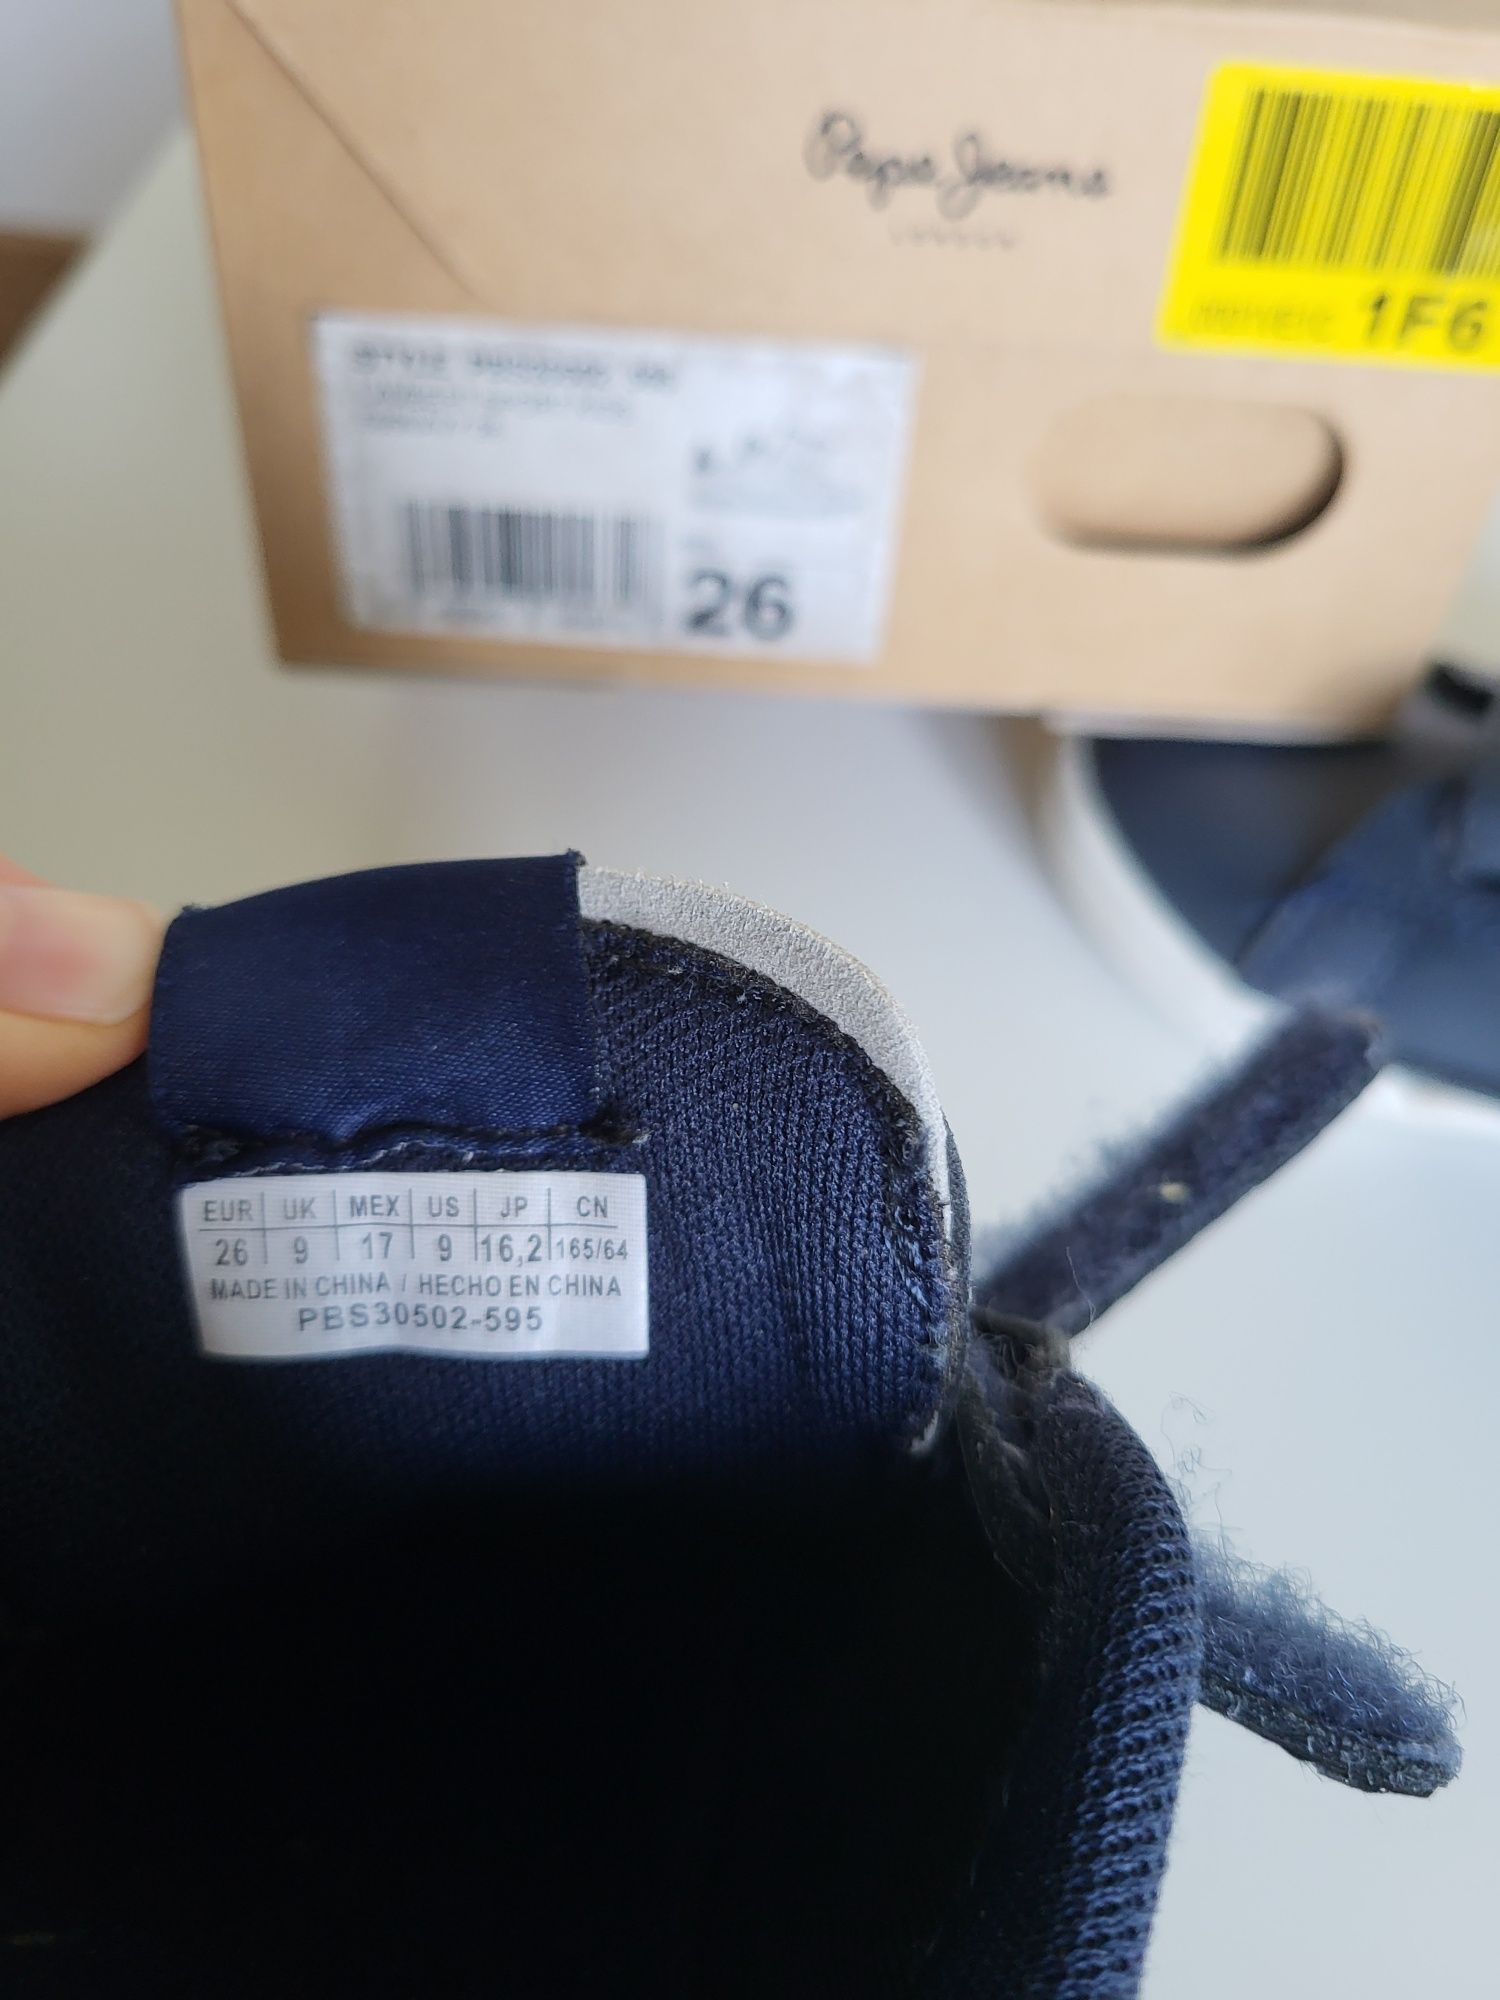 Pepe Jeans
LONDON
1F6
STYLE
26
EUR UK MEX US JP CN
26 9 17 9 16,2 165/64
MADE IN CHINA / HECHO EN CHINA
PBS30502-595